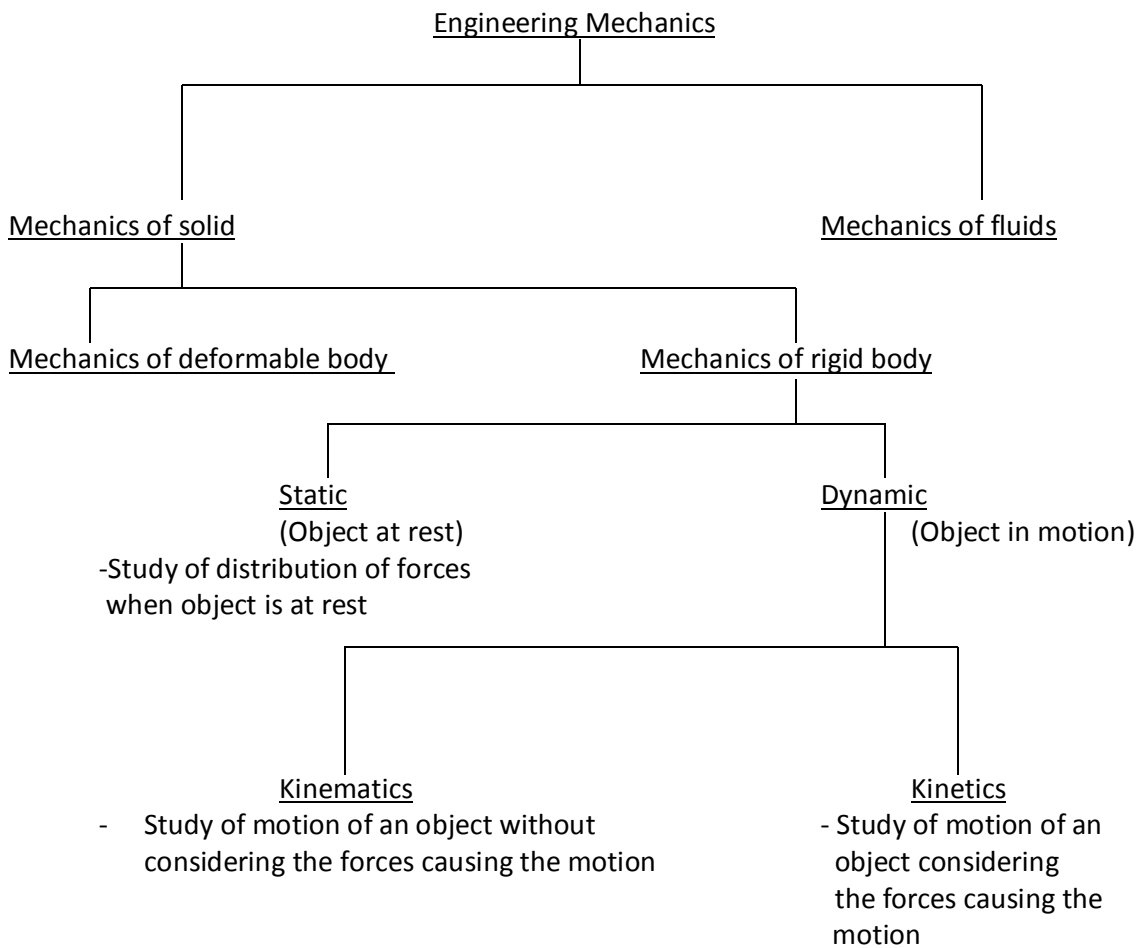 Engineering Mechanics
Mechanics of solid
Mechanics of fluids
Mechanics of deformable body
Mechanics of rigid body
Static
(Object at rest)
-Study of distribution of forces
when object is at rest
Dynamic
(Object in motion)
Kinematics
- Study of motion of an object without
considering the forces causing the motion
Kinetics
- Study of motion of an
object considering
the forces causing the
motion